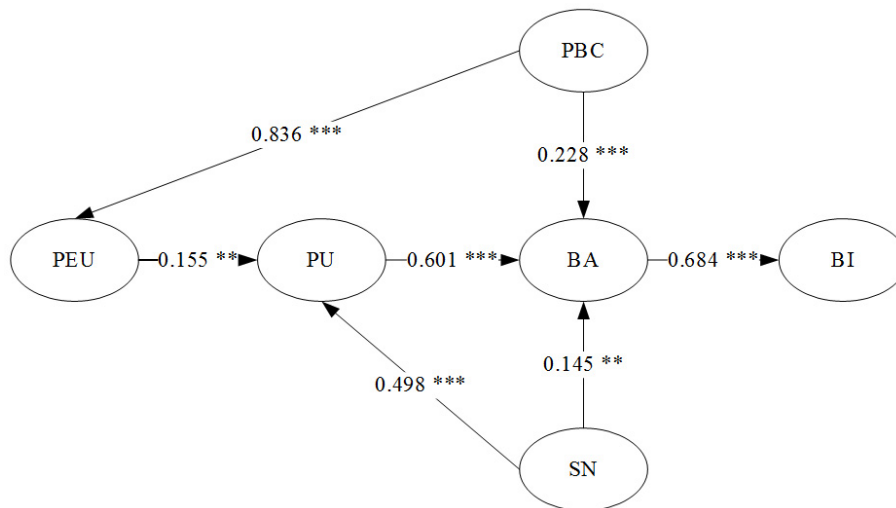 PBC
0.836 ***
0.228 ***
PEU
0.155 **
PU
0.601 ***
BA
0.684 ***
BI
0.498 ***
0.145 **
SN